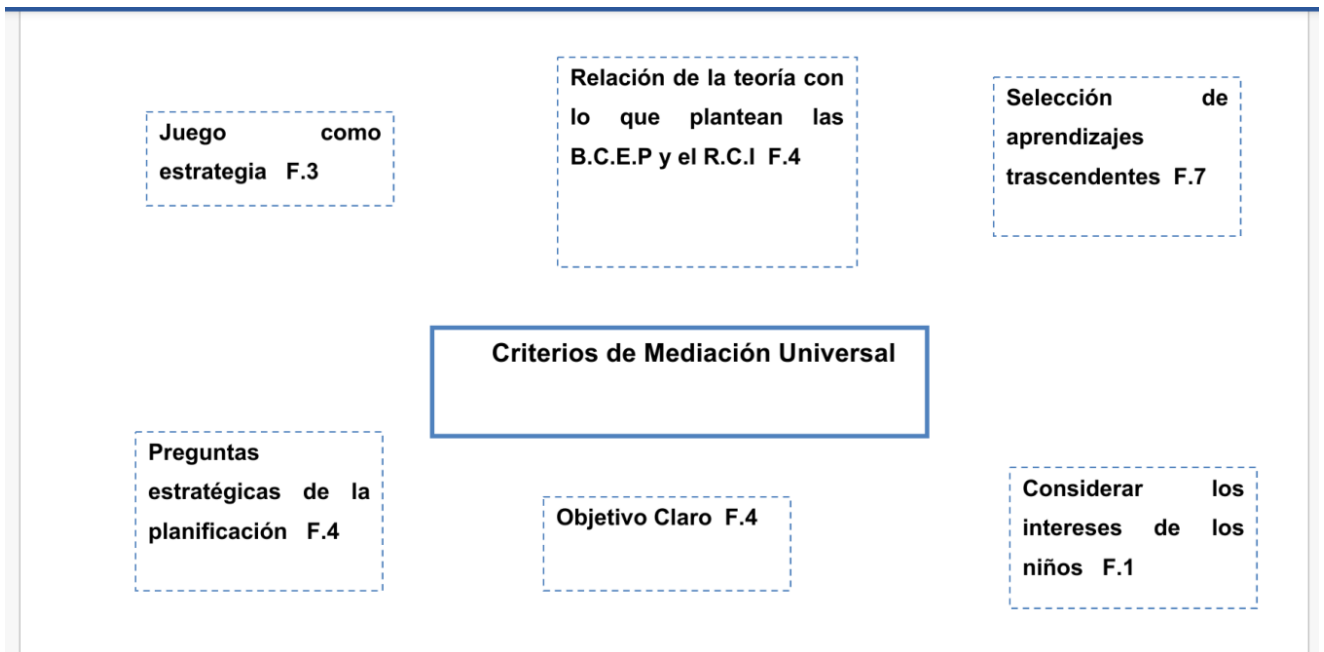 Juego como
estrategia F.3
Relación de la teoría con
lo que plantean las
B.C.E.P y el R.C.I F.4
Selección de
aprendizajes
trascendentes F.7
Criterios de Mediación Universal
Preguntas
estratégicas de la
planificación F.4
Objetivo Claro F.4
Considerar los
intereses de los
niños F.1